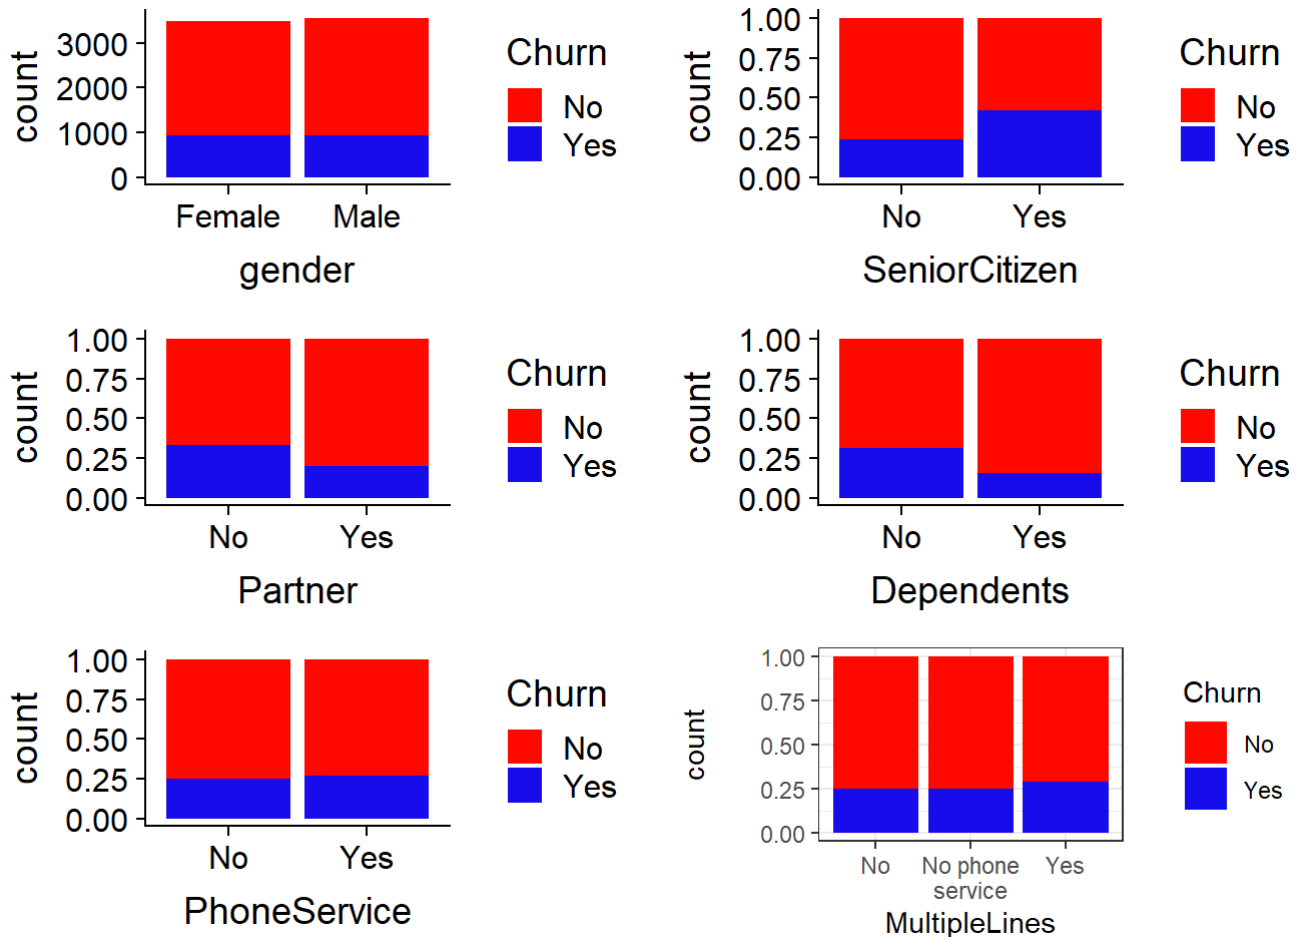 count
3000
2000
1000
0
Female Male
gender
Churn
No
Yes
count
1.00
0.75
0.50
0.25
0.00
No Yes
SeniorCitizen
Churn
No
Yes
count
1.00
0.75
0.50
0.25
0.00
No Yes
Partner
Churn
No
Yes
count
1.00
0.75
0.50
0.25
0.00
No Yes
Dependents
Churn
No
Yes
count
1.00
0.75
0.50
0.25
0.00
No Yes
PhoneService
Churn
No
Yes
count
1.00
0.75
0.50
0.25
0.00
No No phone Yes
service
MultipleLines
Churn
No
Yes